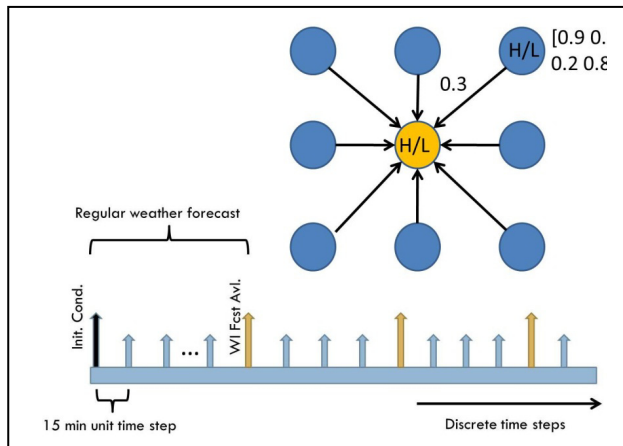 H/L
[0.9 0.
0.2 0.8
0.3
H/L
Regular weather forecast
Init. Cond.
WI Fcst Avl.
...
15 min unit time step
Discrete time steps